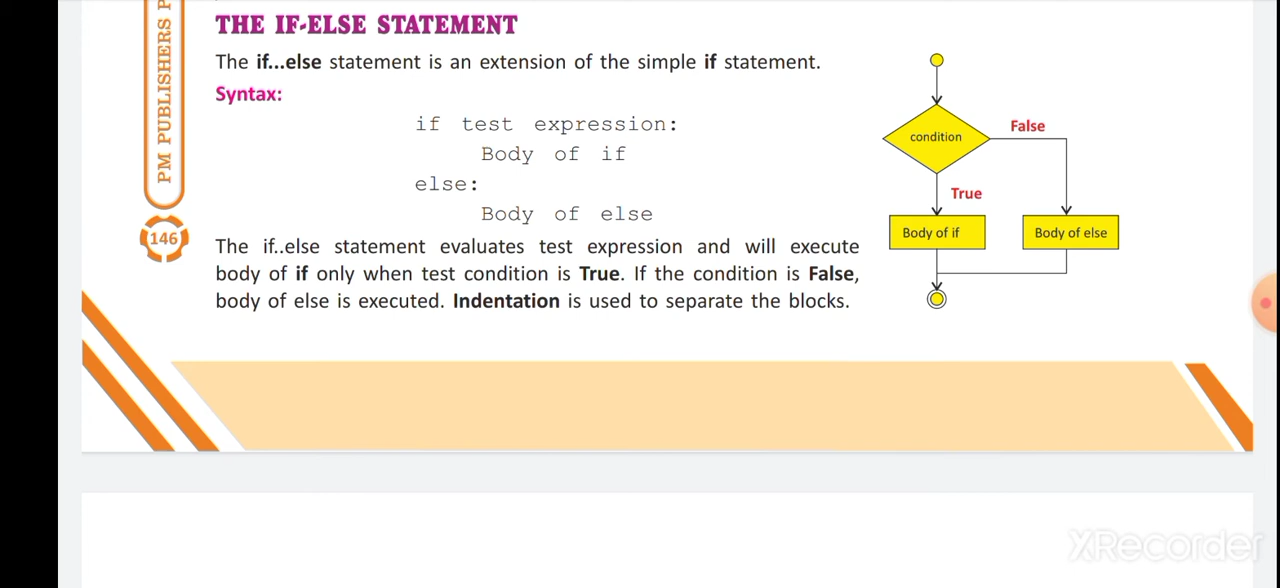 PM PUBLISHERS P
146
THE IF-ELSE STATEMENT
The if...else statement is an extension of the simple if statement.
Syntax:
if test expression:
Body of if
else:
Body of else
The if..else statement evaluates test expression and will execute
body of if only when test condition is True. If the condition is False,
body of else is executed. Indentation is used to separate the blocks.
condition
False
True
Body of if
Body of else
XRecorder